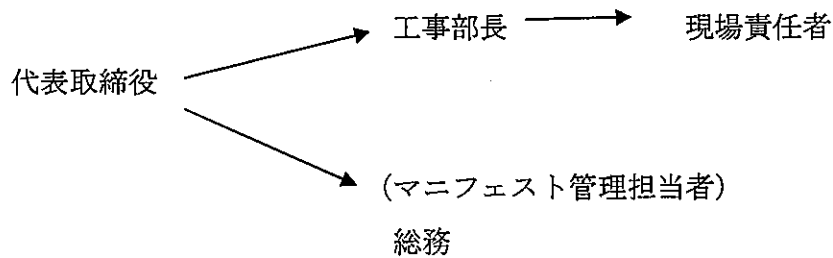 工事部長
現場責任者
代表取締役
(マニフェスト管理担当者)
総務